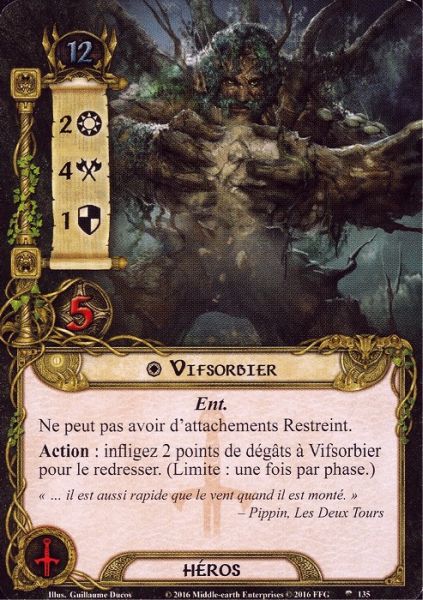 12
2
4
1
5
Vifsorbier
Ent.
Ne peut pas avoir d'attachements Restreint.
Action : infligez 2 points de dégâts à Vifsorbier
pour le redresser. (Limite : une fois par phase.)
« ... il est aussi rapide que le vent quand il est monté. »
– Pippin, Les Deux Tours
HÉROS
Illus. Guillaume Ducos © 2016 Middle-earth Enterprises © 2016 FFG 135